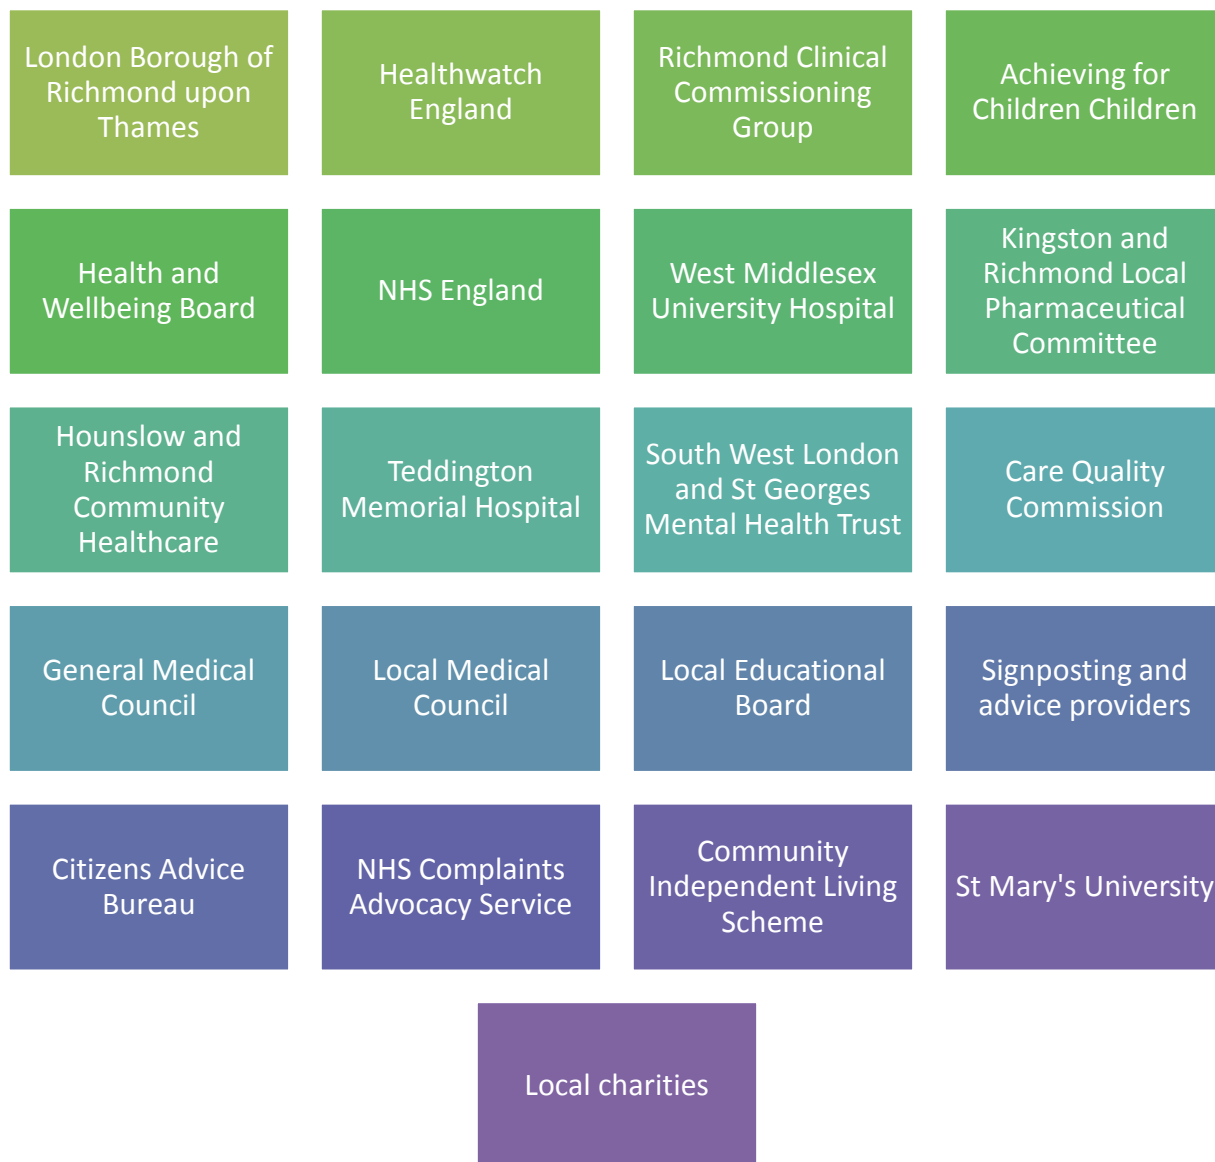 London Borough of
Richmond upon
Thames
Healthwatch
England
Richmond Clinical
Commissioning
Group
Achieving for
Children Children
Health and
Wellbeing Board
NHS England
West Middlesex
University Hospital
Kingston and
Richmond Local
Pharmaceutical
Committee
Hounslow and
Richmond
Community
Healthcare
Teddington
Memorial Hospital
South West London
and St Georges
Mental Health Trust
Care Quality
Commission
General Medical
Council
Local Medical
Council
Local Educational
Board
Signposting and
advice providers
Citizens Advice
Bureau
NHS Complaints
Advocacy Service
Community
Independent Living
Scheme
St Mary's University
Local charities